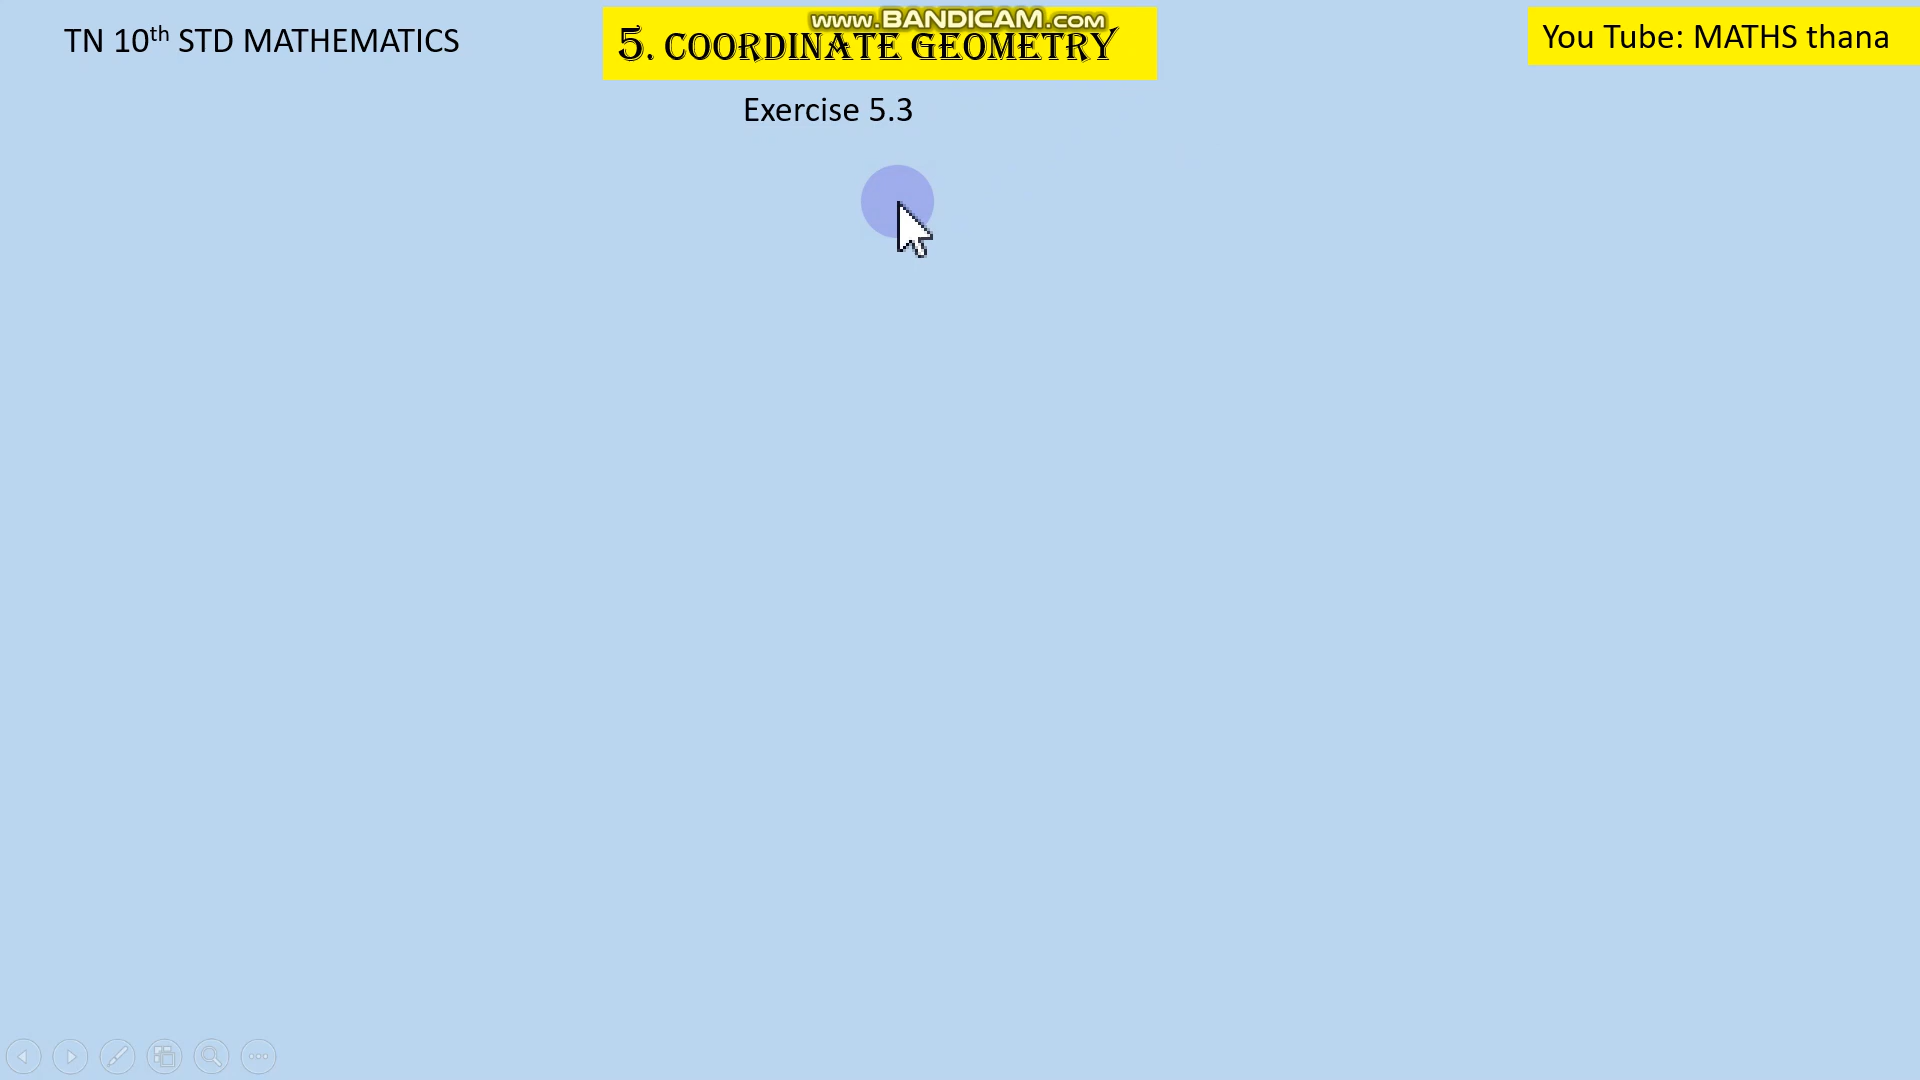 TN 10th STD MATHEMATICS
www.BANDICAM.com
5. COORDINATE GEOMETRY
You Tube: MATHS thana
Exercise 5.3